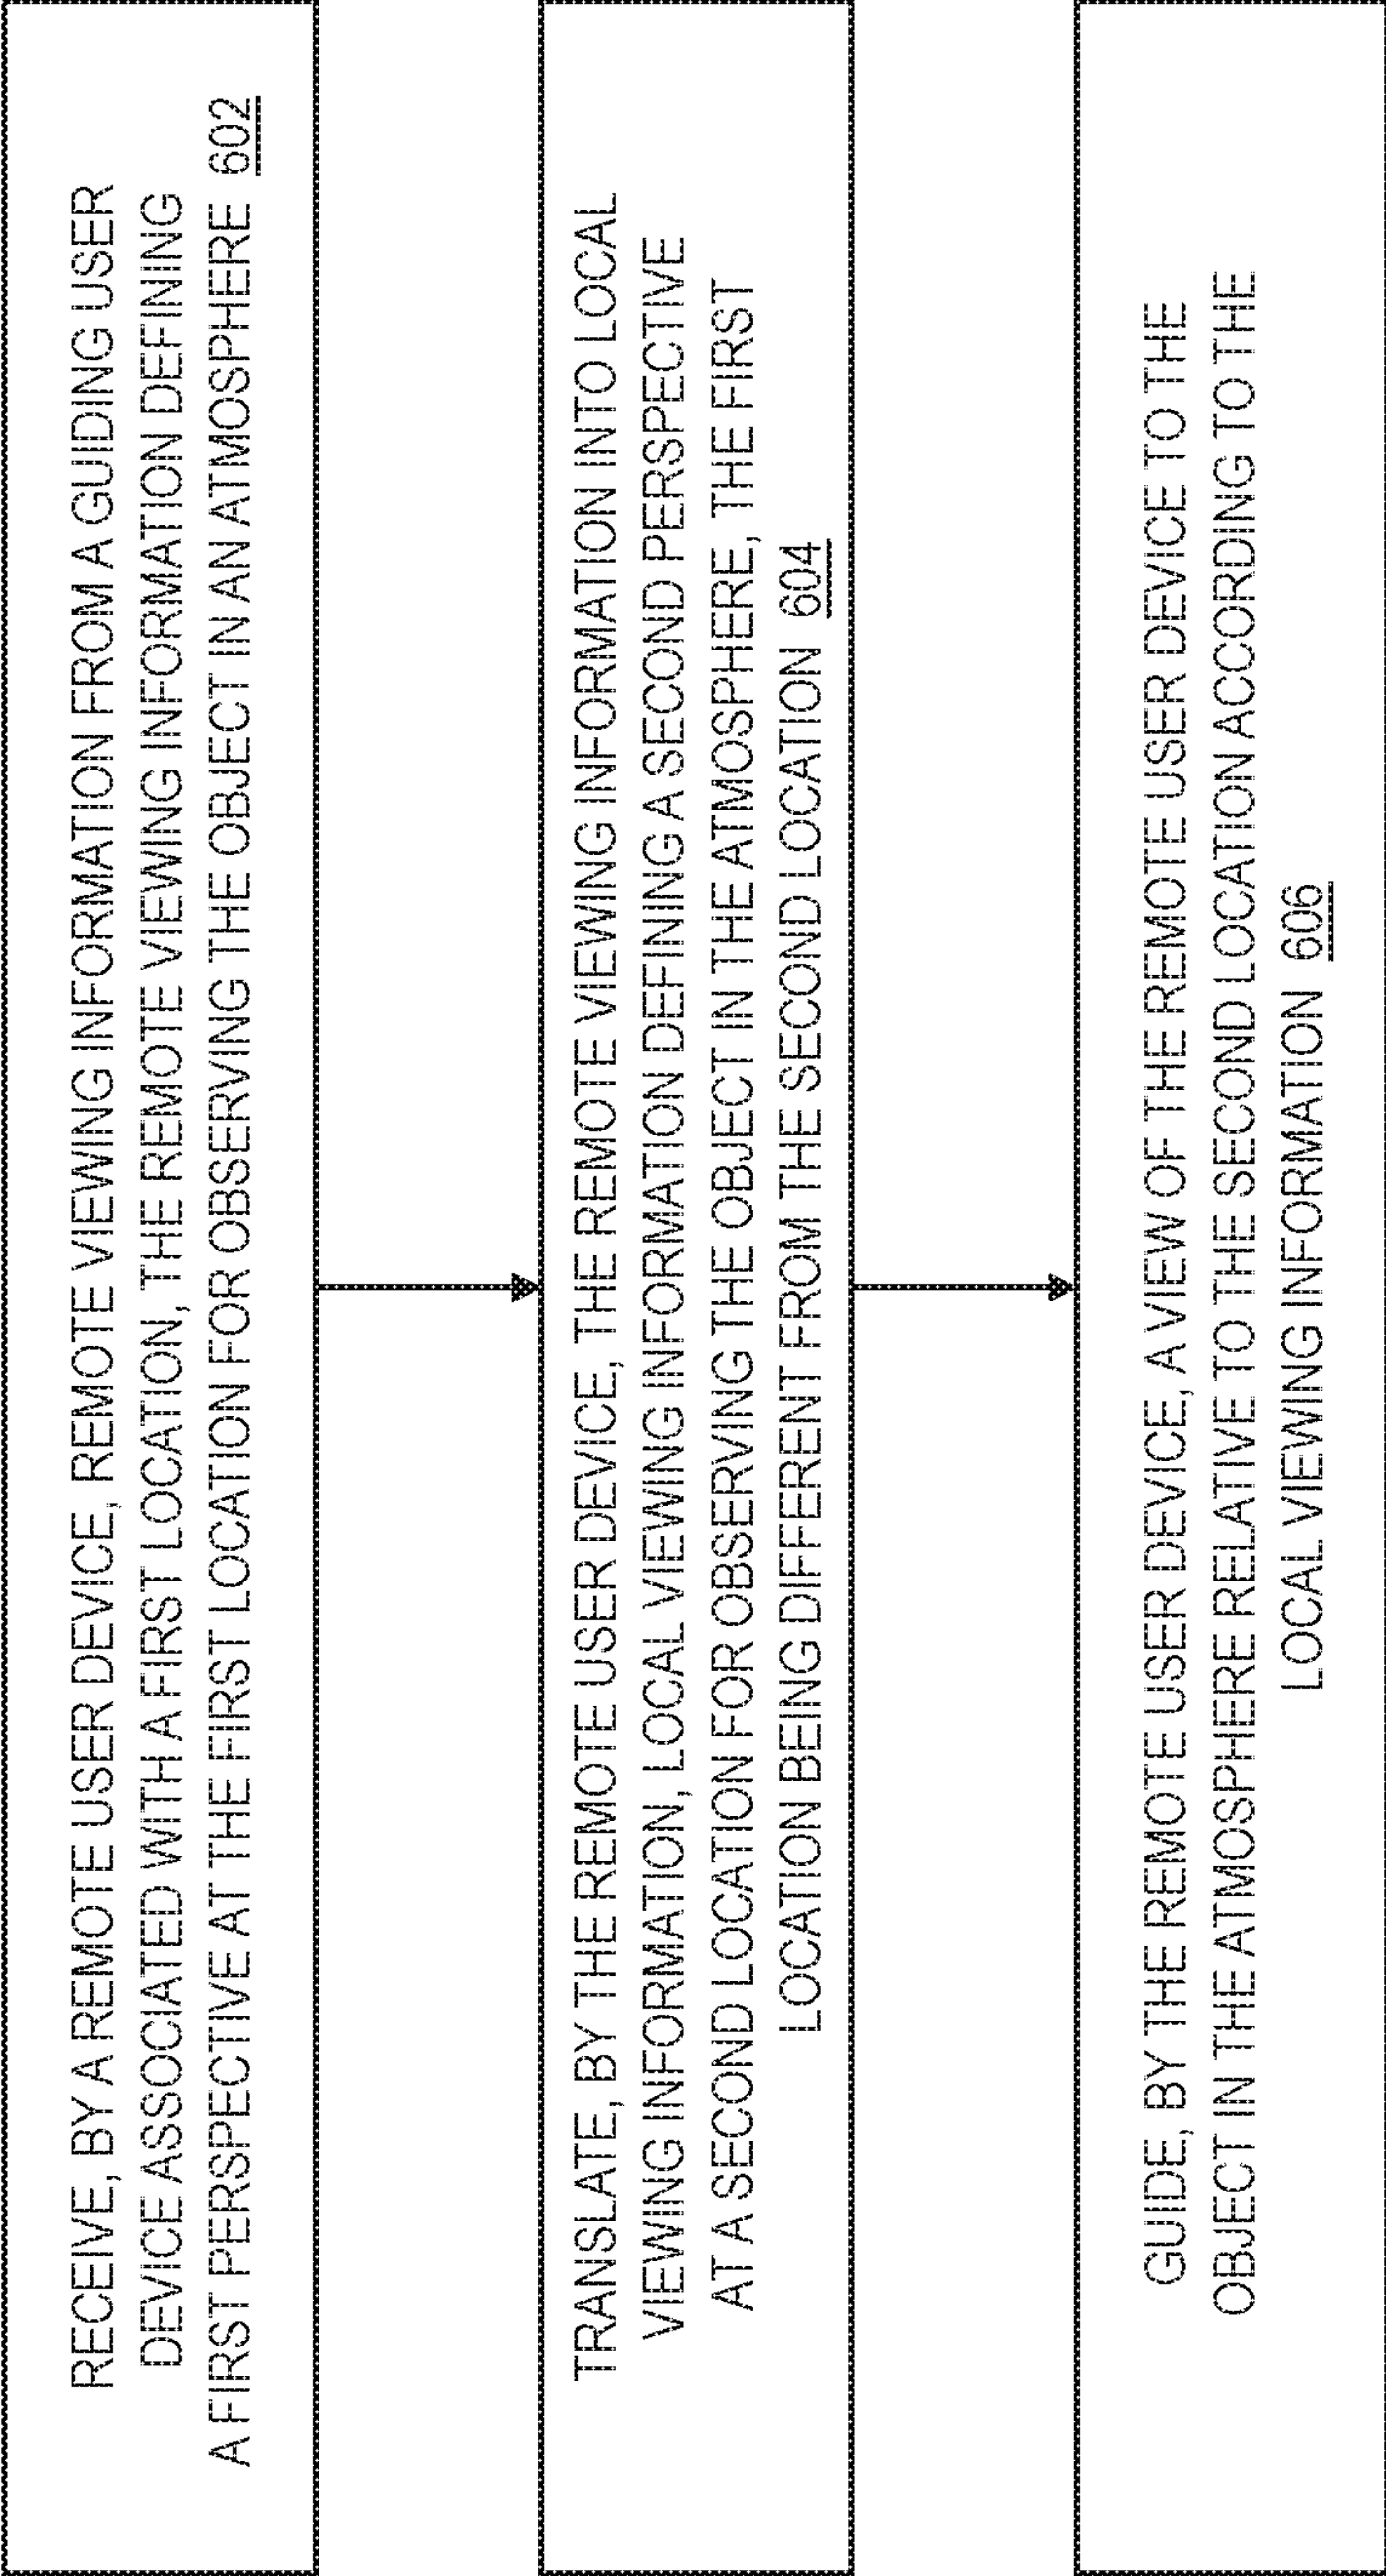 RECEIVE, BY A REMOTE USER DEVICE, REMOTE VIEWING INFORMATION FROM A GUIDING USER
DEVICE ASSOCIATED WITH A FIRST LOCATION, THE REMOTE VIEWING INFORMATION DEFINING
A FIRST PERSPECTIVE AT THE FIRST LOCATION FOR OBSERVING THE OBJECT IN AN ATMOSPHERE 602
TRANSLATE, BY THE REMOTE USER DEVICE, THE REMOTE VIEWING INFORMATION INTO LOCAL
VIEWING INFORMATION, LOCAL VIEWING INFORMATION DEFINING A SECOND PERSPECTIVE
AT A SECOND LOCATION FOR OBSERVING THE OBJECT IN THE ATMOSPHERE, THE FIRST
LOCATION BEING DIFFERENT FROM THE SECOND LOCATION 604
GUIDE, BY THE REMOTE USER DEVICE, A VIEW OF THE REMOTE USER DEVICE TO THE
OBJECT IN THE ATMOSPHERE RELATIVE TO THE SECOND LOCATION ACCORDING TO THE
LOCAL VIEWING INFORMATION 606